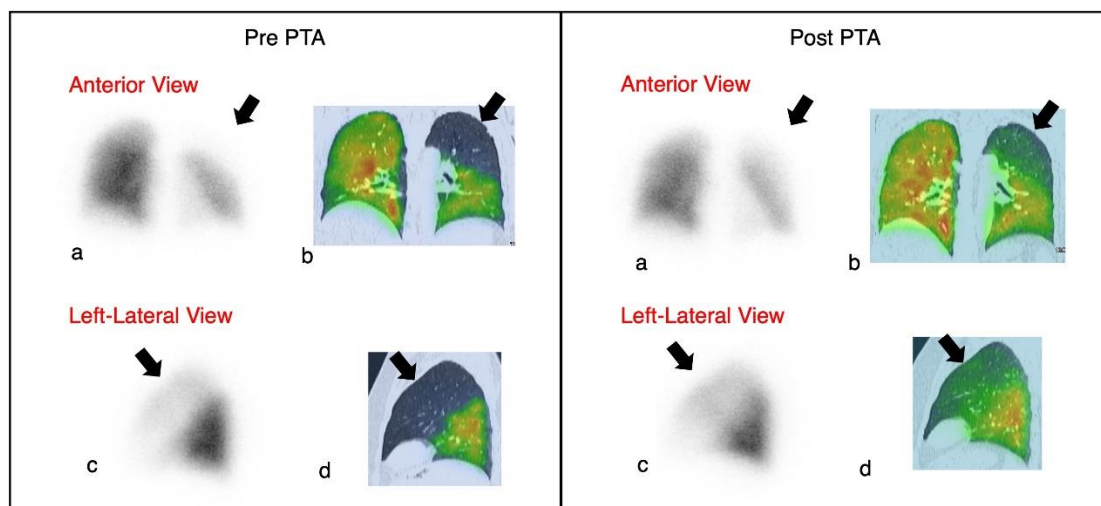 Pre PTA
Anterior View
a
b
Left-Lateral View
c
d
Post PTA
Anterior View
a
b
Left-Lateral View
c
d